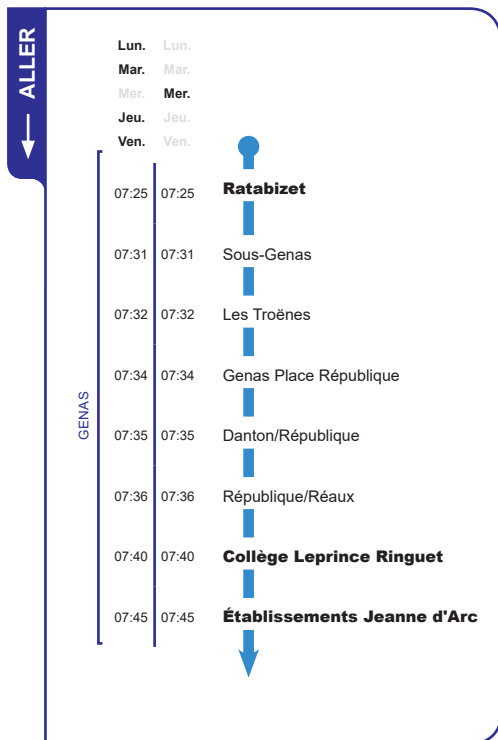 ALLER
Lun. Lun.
Mar. Mar.
Mer. Mer.
Jeu. Jeu.
Ven. Ven.
GENAS
07:25 07:25 Ratabizet
07:31 07:31 Sous-Genas
07:32 07:32 Les Troënes
07:34 07:34 Genas Place République
07:35 07:35 Danton/République
07:36 07:36 République/Réaux
07:40 07:40 Collège Leprince Ringuet
07:45 07:45 Établissements Jeanne d'Arc